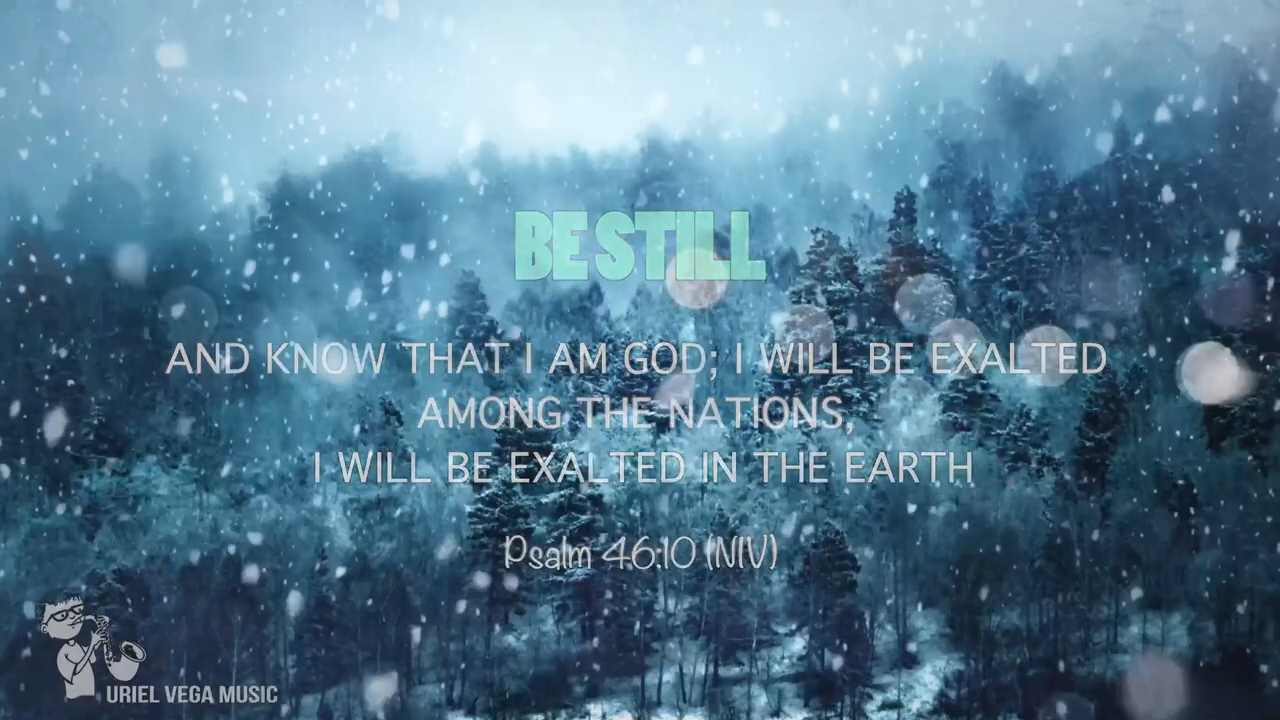 BE STILL
AND KNOW THAT I AM GOD; I WILL BE EXALTED
AMONG THE NATIONS,
I WILL BE EXALTED IN THE EARTH
Psalm 46:10 (NIV)
URIEL VEGA MUSIC